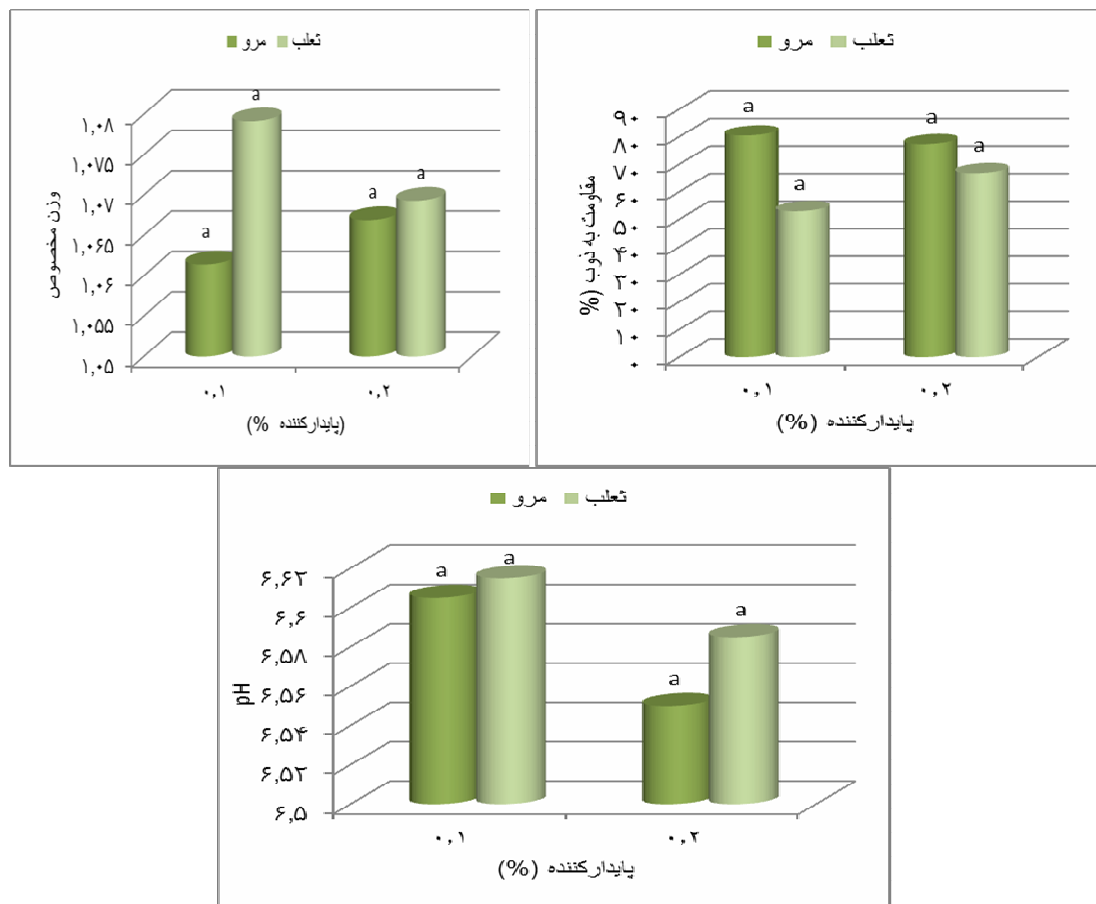 مرو ثعلب
a
a a
a
۱,۰۸
۱,۰۷۵
۱,۰۷
۱,۰۶۵
۱,۰۶
۱,۰۵۵
۱,۰۵
وزن مخصوص
۰,۱ ۰,۲
(پایدارکننده %)
مرو ثعلب
a a
a a
۹۰
۸۰
۷۰
۶۰
۵۰
۴۰
۳۰
۲۰
۱۰
۰
مقاومت به ذوب (%
۰,۱ ۰,۲
پایدارکننده (%)
مرو ثعلب
a a
a
a
۶,۶۲
۶,۶
۶,۵۸
۶,۵۶
۶,۵۴
۶,۵۲
۶,۵
pH
۰,۱ ۰,۲
پایدارکننده (%)